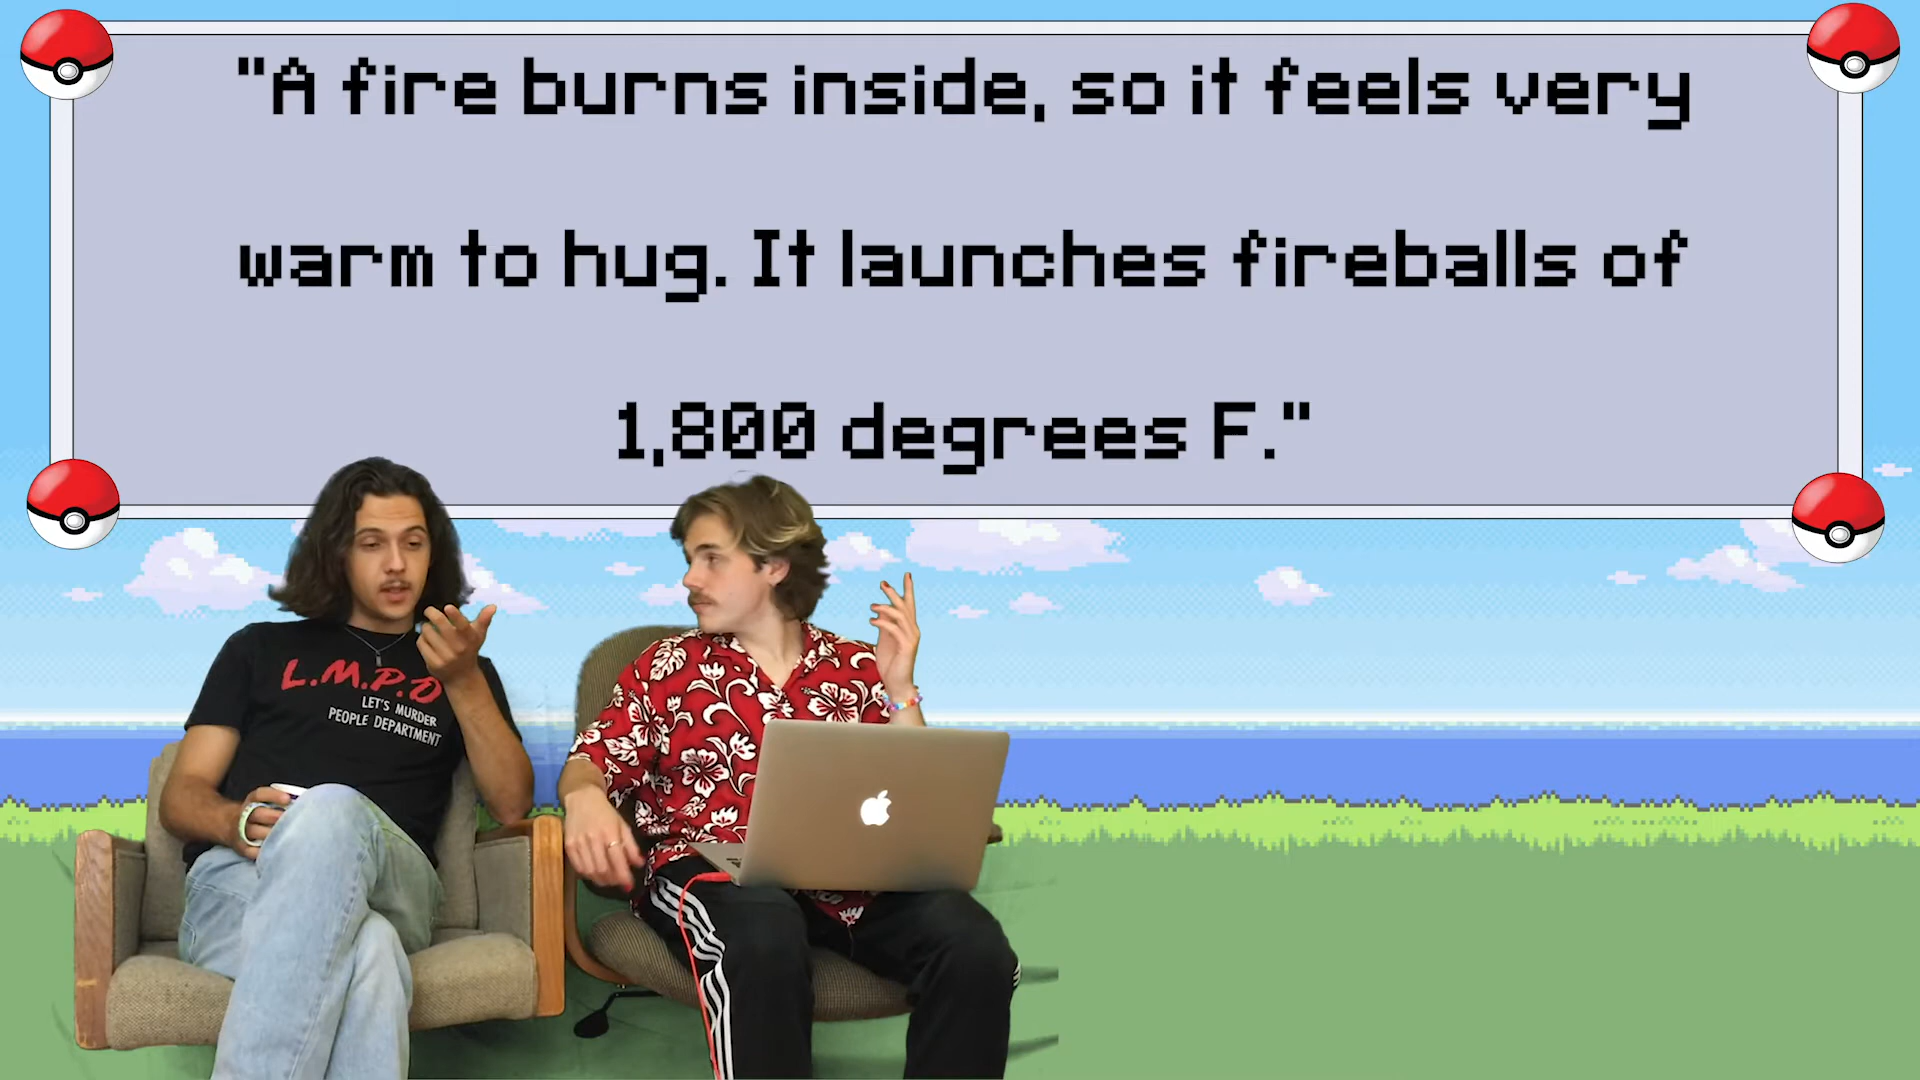 "A fire burns inside, so it feels very
warm to hug. It launches fireballs of
1,800 degrees F."
L.M.P.D
LET'S MURDER
PEOPLE DEPARTMENT